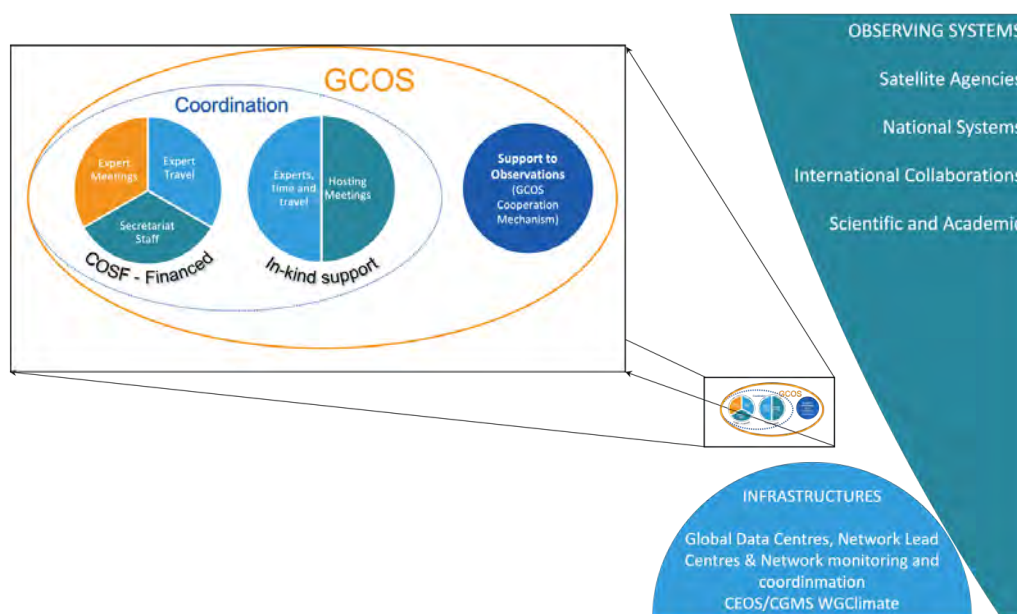 GCOS
Coordination
Expert
Meetings
Expert
Travel
Secretariat
Staff
COSF - Financed
Experts,
time and
travel
Hosting
Meetings
In-kind support
Support to
Observations
(GCOS
Cooperation
Mechanism)
OBSERVING SYSTEMS
Satellite Agencies
National Systems
International Collaborations
Scientific and Academic
GCOS
INFRASTRUCTURES
Global Data Centres, Network Lead
Centres & Network monitoring and
coordinmation
CEOS/CGMS WGClimate